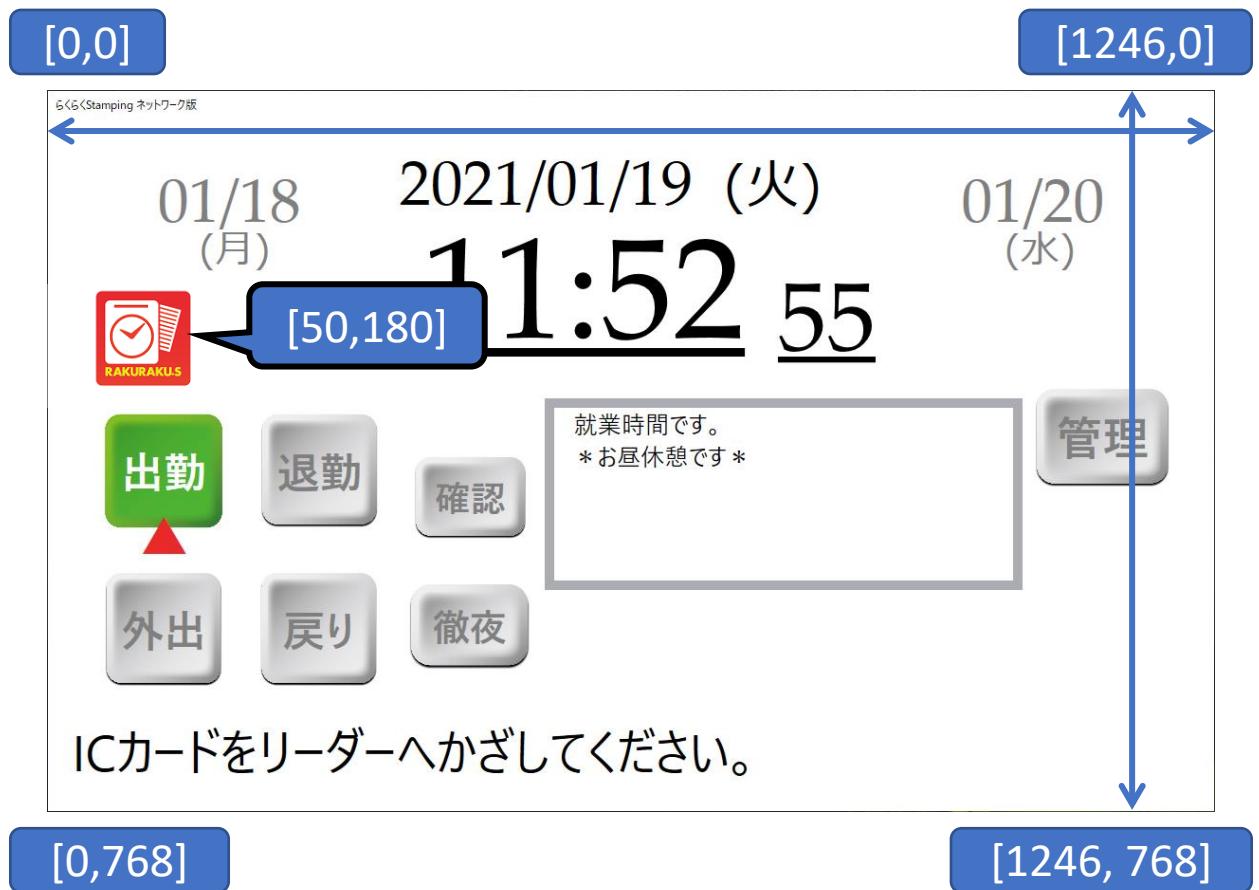 [0,0]
[1246,0]
らくらくStamping ネットワーク版
01/18
(月)
2021/01/19 (火)
01/20
(水)
11:52 55
[50,180]
RAKURAKU-S
出勤
退勤
確認
就業時間です。
＊お昼休憩です＊
管理
外出
戻り
徹夜
ICカードをリーダーへかざしてください。
[0,768]
[1246, 768]